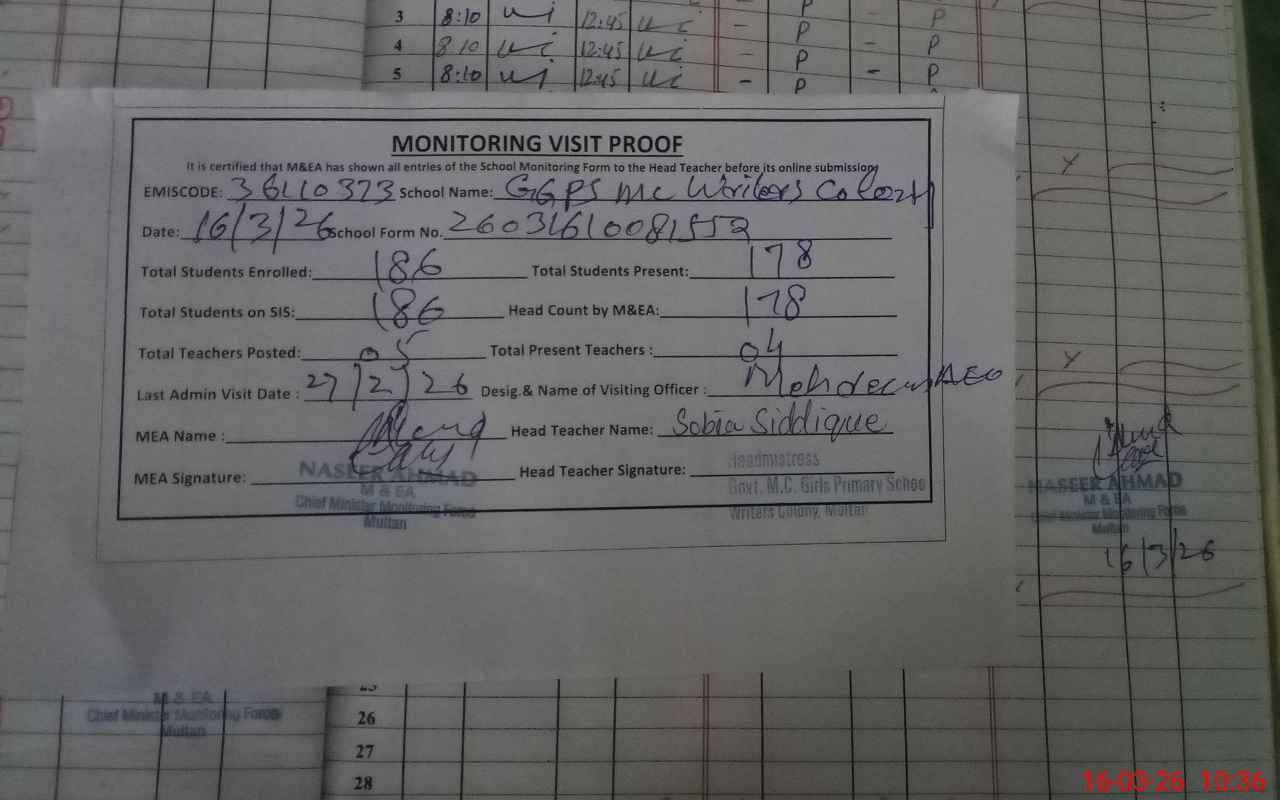 3 8:10 12:45 - P - P
4 8:10 12:45 - P - P
5 8:10 12:45 - P - P
MONITORING VISIT PROOF
It is certified that M&EA has shown all entries of the School Monitoring Form to the Head Teacher before its online submission
EMISCODE: 36110373 School Name: GGPS MC Writers Colony
Date: 16/3/26 School Form No. 26031610081552
Total Students Enrolled: 186 Total Students Present: 178
Total Students on SIS: 186 Head Count by M&EA: 178
Total Teachers Posted: 05 Total Present Teachers : 04
Last Admin Visit Date : 27/2/26 Desig.& Name of Visiting Officer : AEO
MEA Name : Head Teacher Name: Sobia Siddique
MEA Signature: Head Teacher Signature:
NASEER AHMAD
M & EA
Chief Minister Monitoring Force
Multan
Headmistress
Govt. M.C. Girls Primary School
Writers Colony, Multan
NASEER AHMAD
M & EA
Chief Minister Monitoring Force
Multan
16/3/26
M & EA
Chief Minister Monitoring Force
Multan
25
26
27
28
16-03-26 10:36